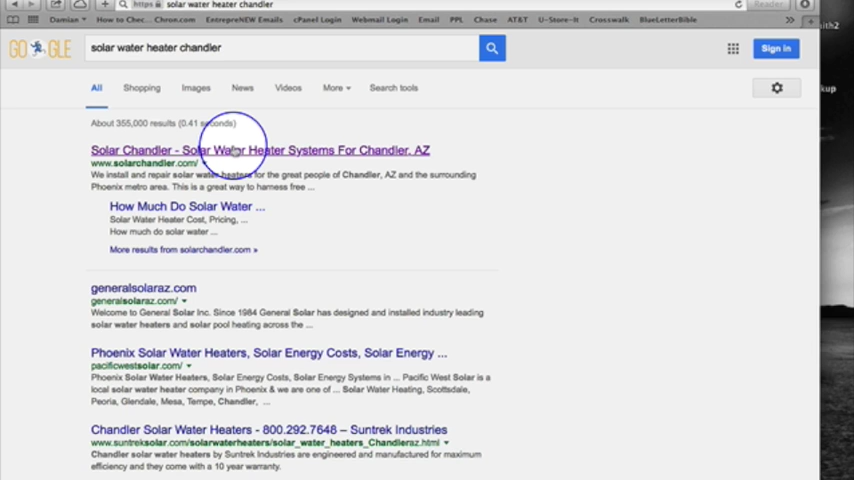 https solar water heater chandler
Reader
Damian How to Chec... Chron.com EntrepreNEW Emails cPanel Login Webmail Login Email PPL Chase AT&T U-Store-It Crosswalk BlueLetterBible
GO GLE
solar water heater chandler
Sign in
All Shopping Images News Videos More Search tools
About 355,000 results (0.41 seconds)
Solar Chandler - Solar Water Heater Systems For Chandler, AZ
www.solarchandler.com/
We install and repair solar water heaters for the great people of Chandler, AZ and the surrounding
Phoenix metro area. This is a great way to harness free ...
How Much Do Solar Water ...
Solar Water Heater Cost, Pricing, ...
How much do solar water ...
More results from solarchandler.com »
generalsolaraz.com
generalsolaraz.com/
Welcome to General Solar Inc. Since 1984 General Solar has designed and installed industry leading
solar water heaters and solar pool heating across the ...
Phoenix Solar Water Heaters, Solar Energy Costs, Solar Energy ...
pacificwestsolar.com/
Phoenix Solar Water Heaters, Solar Energy Costs, Solar Energy Systems in ... Pacific West Solar is a
local solar water heater company in Phoenix & we are one of ... Solar Water Heating, Scottsdale,
Peoria, Glendale, Mesa, Tempe, Chandler, ...
Chandler Solar Water Heaters - 800.292.7648 – Suntrek Industries
www.suntreksolar.com/solarwaterheaters/solar_water_heaters_Chandleraz.html
Chandler solar water heaters by Suntrek Industries are engineered and manufactured for maximum
efficiency and they come with a 10 year warranty.